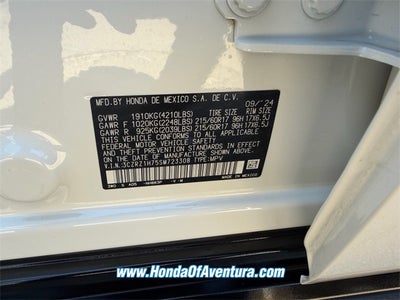 MFD.BY HONDA DE MEXICO S.A. DE C.V. 09/'24
GVWR 1910KG(4210LBS) TIRE SIZE RIM SIZE
GAWR F 1020KG(2248LBS) 215/60R17 96H 17X6.5J
GAWR R 925KG(2039LBS) 215/60R17 96H 17X6.5J
THIS VEHICLE CONFORMS TO ALL APPLICABLE
FEDERAL MOTOR VEHICLE SAFETY AND THEFT
PREVENTION STANDARDS IN EFFECT ON THE
DATE OF MANUFACTURE SHOWN ABOVE.
V.I.N.:3CZRZ1H75SM723308 TYPE:MPV
MADE IN MEXICO
www.HondaOfAventura.com